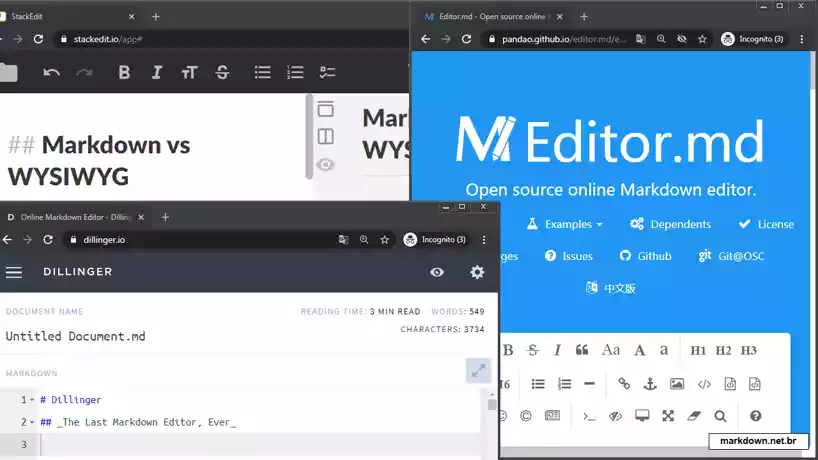 StackEdit
stackedit.io/app#
B I TT S
## Markdown vs
WYSIWYG
Mar
WYS
Editor.md - Open source online
pandao.github.io/editor.md/e...
Incognito (3)
Editor.md
Open source online Markdown editor.
Examples Dependents License
ges Issues Github Git@OSC
中文版
B S I Aa A a H1 H2 H3
H6
D Online Markdown Editor - Dilling
dillinger.io
Incognito (3)
DILLINGER
DOCUMENT NAME
READING TIME: 3 MIN READ WORDS: 549
CHARACTERS: 3734
Untitled Document.md
MARKDOWN
1 # Dillinger
2 ## _The Last Markdown Editor, Ever_
3
markdown.net.br